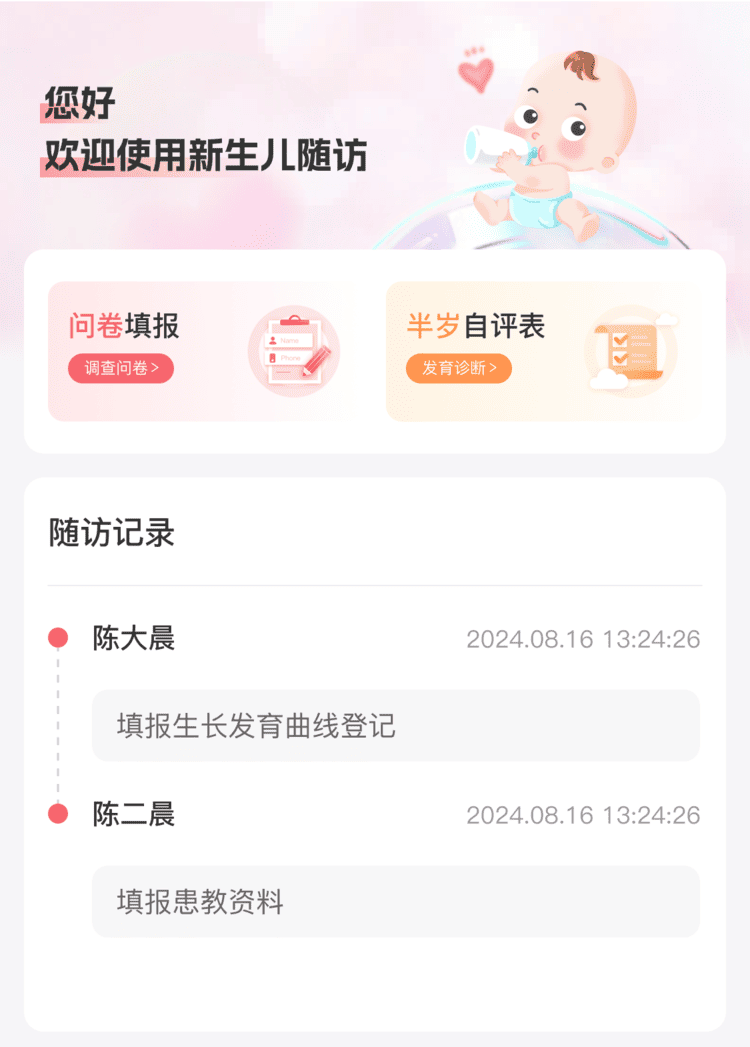 您好
欢迎使用新生儿随访
问卷填报
调查问卷>
Name
Phone
半岁自评表
发育诊断>
随访记录
陈大晨
2024.08.16 13:24:26
填报生长发育曲线登记
陈二晨
2024.08.16 13:24:26
填报患教资料